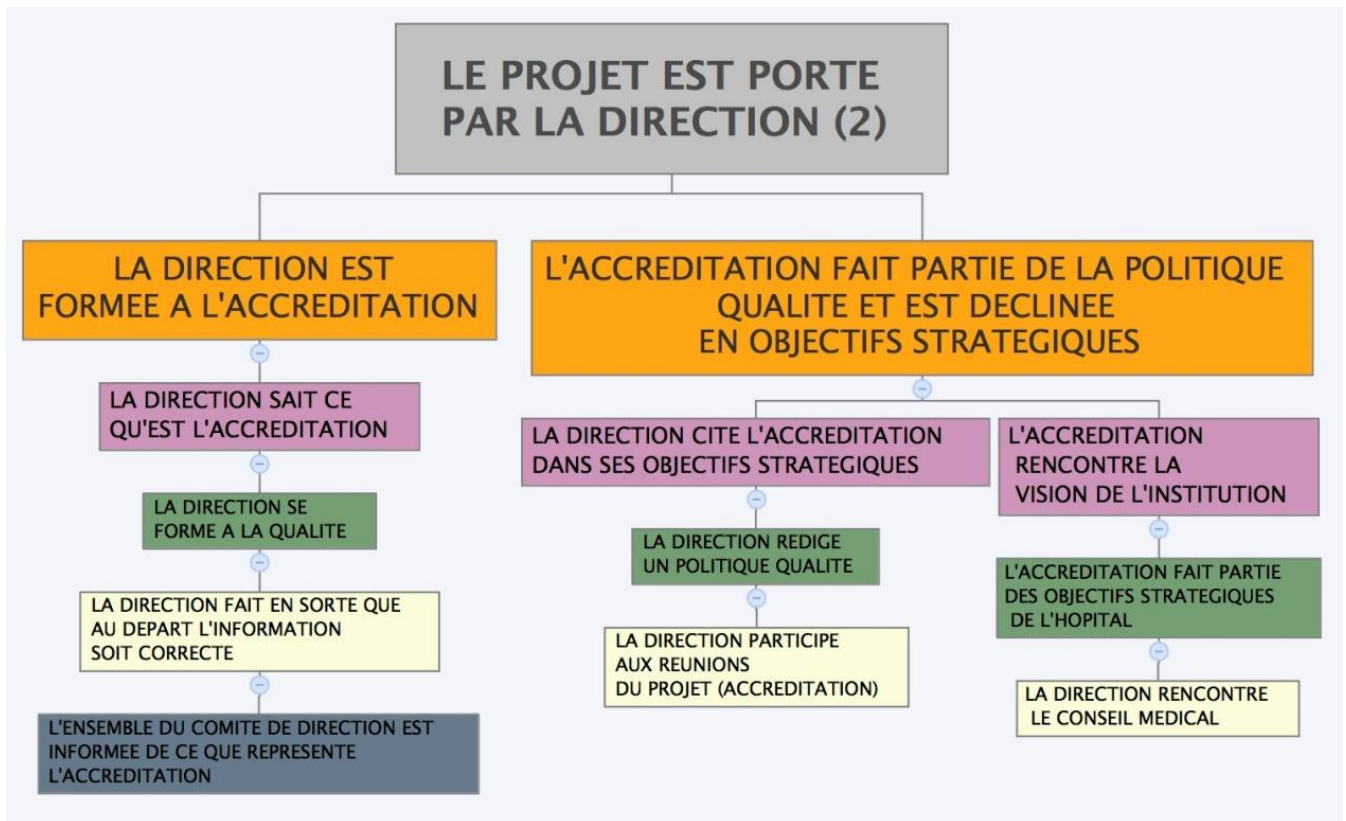 LE PROJET EST PORTE
PAR LA DIRECTION (2)
LA DIRECTION EST
FORMEE A L'ACCREDITATION
L'ACCREDITATION FAIT PARTIE DE LA POLITIQUE
QUALITE ET EST DECLINEE
EN OBJECTIFS STRATEGIQUES
LA DIRECTION SAIT CE
QU'EST L'ACCREDITATION
LA DIRECTION SE
FORME A LA QUALITE
LA DIRECTION FAIT EN SORTE QUE
AU DEPART L'INFORMATION
SOIT CORRECTE
L'ENSEMBLE DU COMITE DE DIRECTION EST
INFORMEE DE CE QUE REPRESENTE
L'ACCREDITATION
LA DIRECTION CITE L'ACCREDITATION
DANS SES OBJECTIFS STRATEGIQUES
LA DIRECTION REDIGE
UN POLITIQUE QUALITE
LA DIRECTION PARTICIPE
AUX REUNIONS
DU PROJET (ACCREDITATION)
L'ACCREDITATION
RENCONTRE LA
VISION DE L'INSTITUTION
L'ACCREDITATION FAIT PARTIE
DES OBJECTIFS STRATEGIQUES
DE L'HOPITAL
LA DIRECTION RENCONTRE
LE CONSEIL MEDICAL